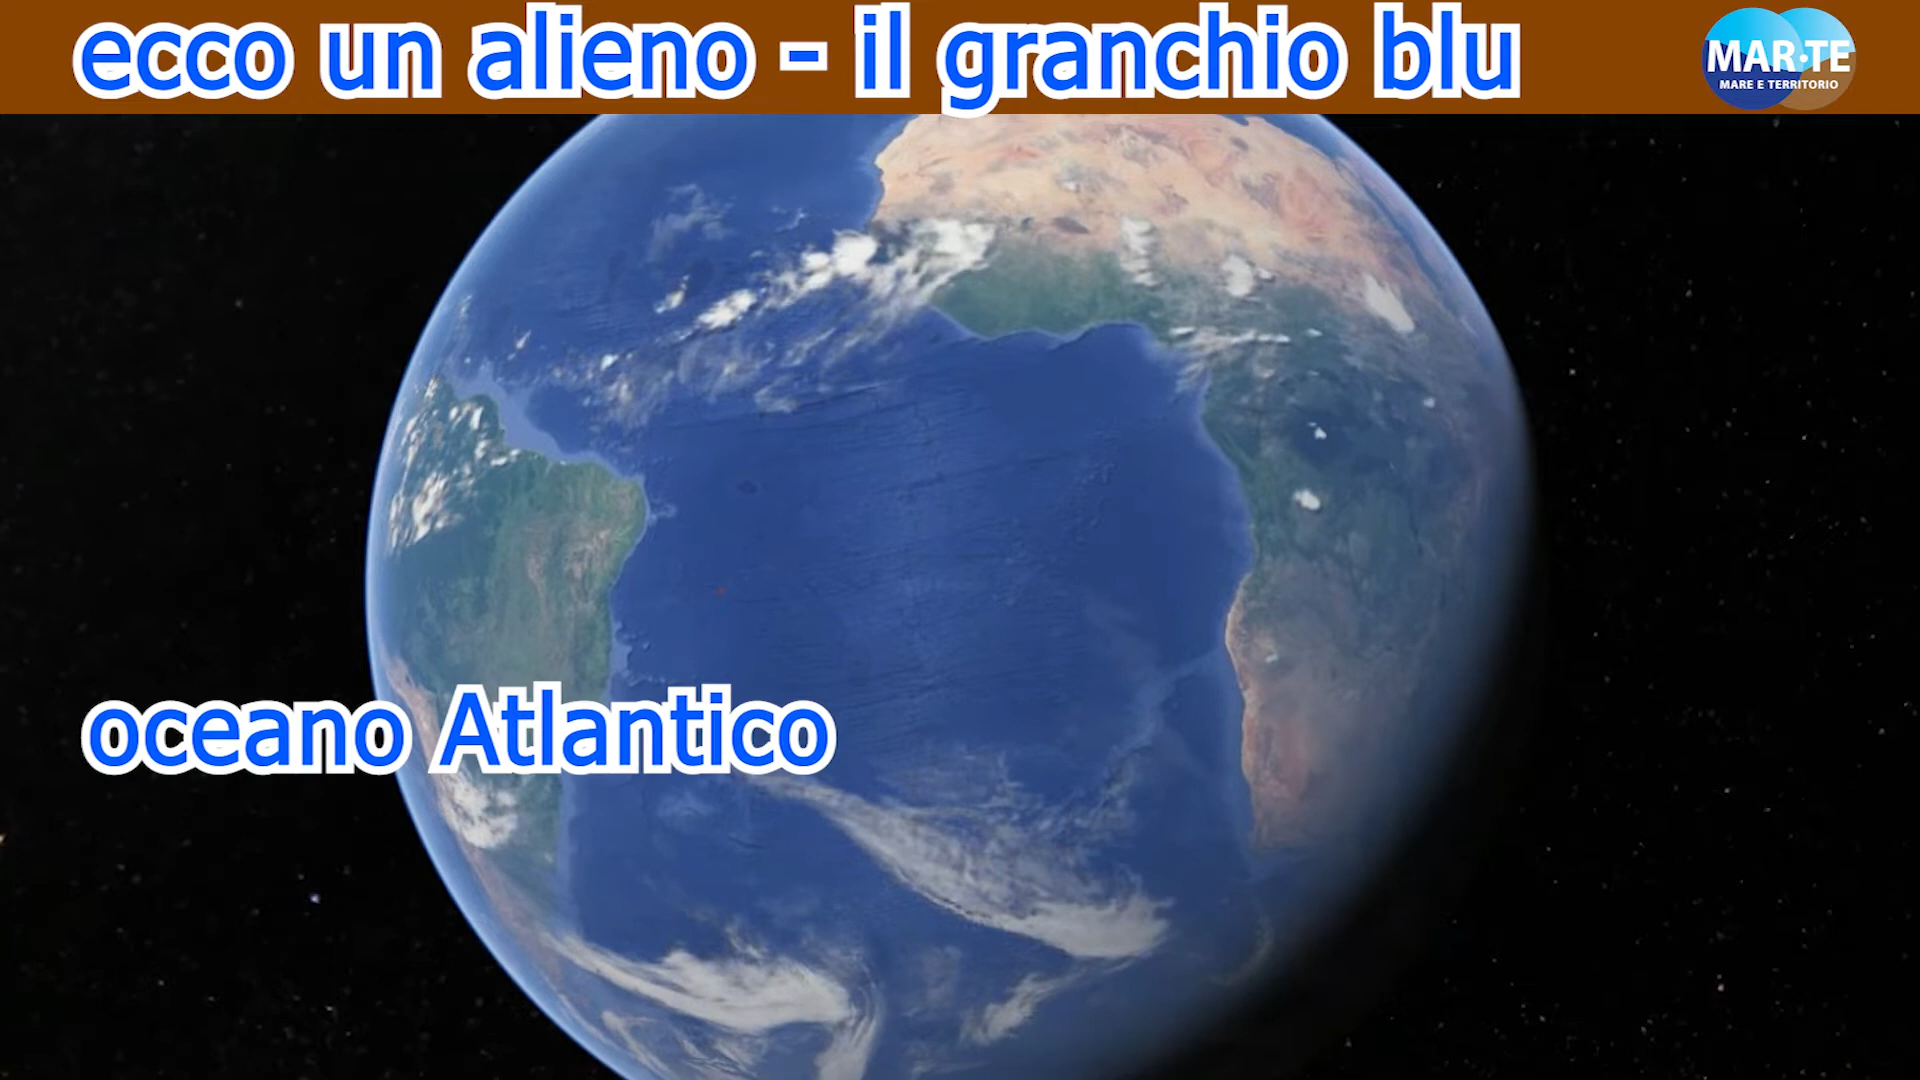 ecco un alieno - il granchio blu
MAR•TE
MARE E TERRITORIO
oceano Atlantico